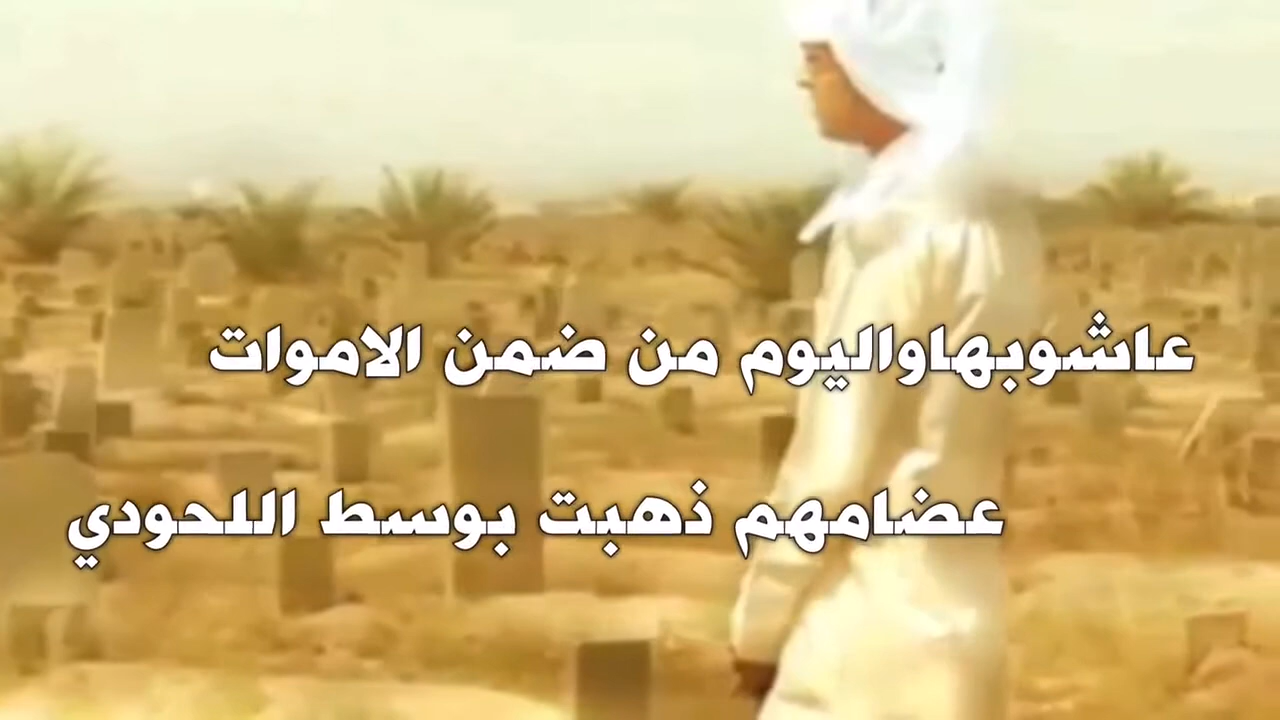 عاشوبهاواليوم من ضمن الاموات
عضامهم ذهبت بوسط اللحودي